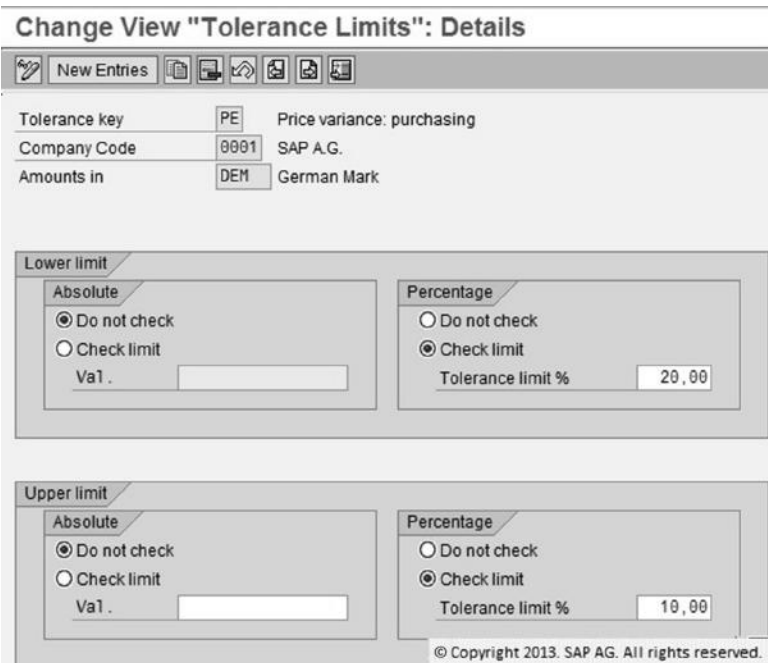 Change View "Tolerance Limits": Details
New Entries
Tolerance key PE Price variance: purchasing
Company Code 0001 SAP A.G.
Amounts in DEM German Mark
Lower limit
Absolute Percentage
Do not check Do not check
Check limit Check limit
Val. Tolerance limit % 20,00
Upper limit
Absolute Percentage
Do not check Do not check
Check limit Check limit
Val. Tolerance limit % 10,00
© Copyright 2013. SAP AG. All rights reserved.